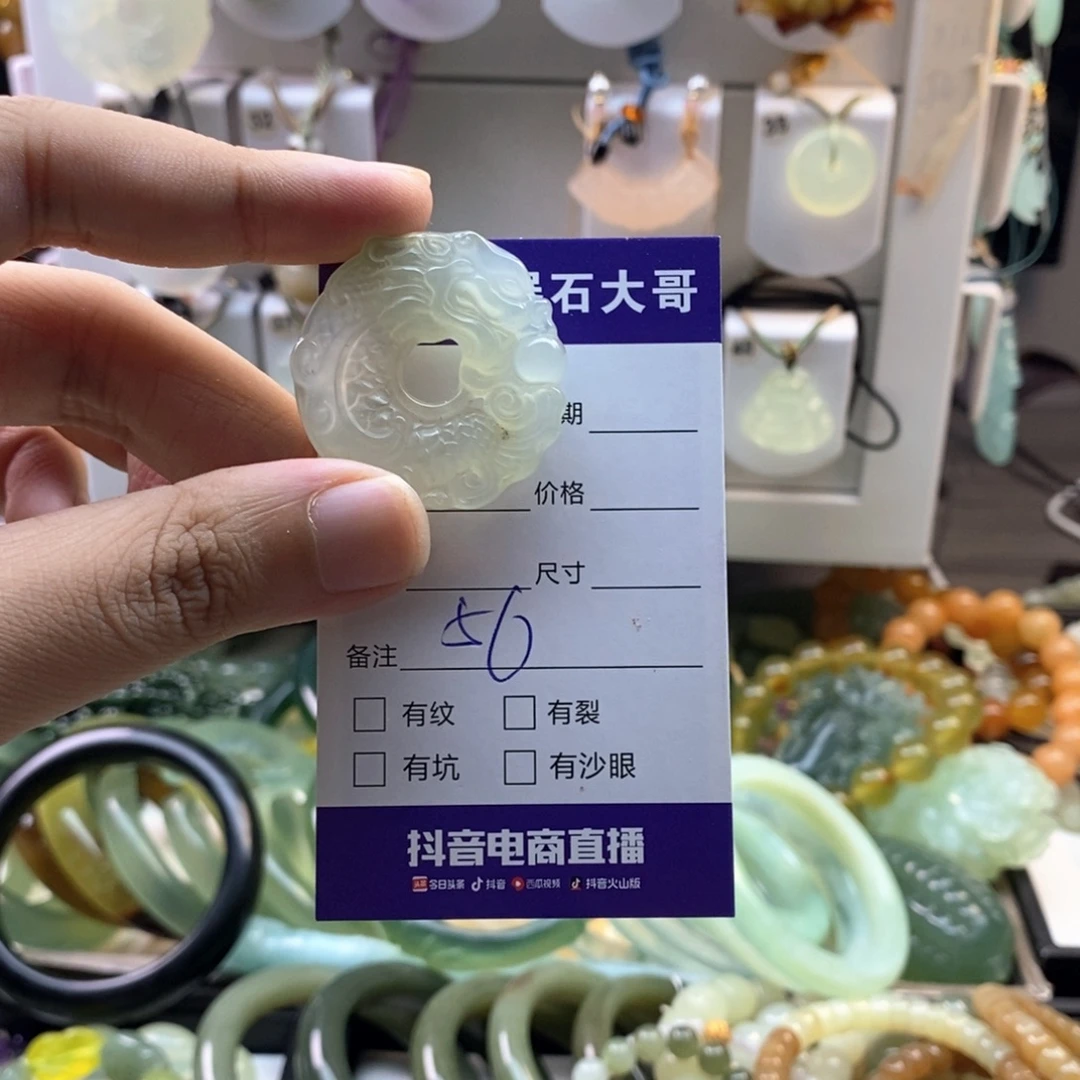 石大哥
期
价格
尺寸
56
备注
有纹 有裂
有坑 有沙眼
抖音电商直播
今日头条 抖音 西瓜视频 抖音火山版